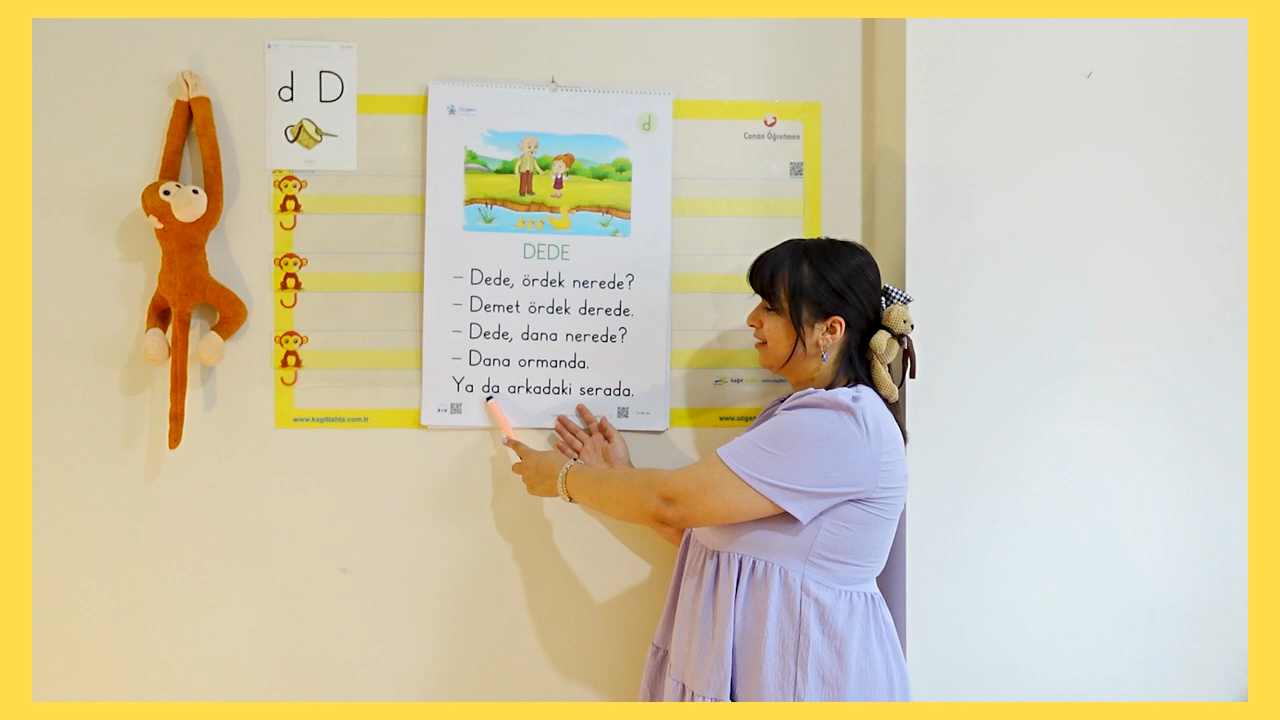 d D
d
Canan Öğretmen
DEDE
– Dede, ördek nerede?
– Demet ördek derede.
– Dede, dana nerede?
– Dana ormanda.
Ya da arkadaki serada.
www.kagittahta.com.tr